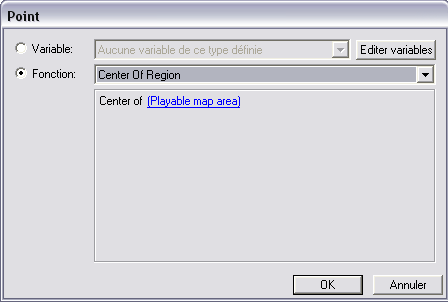 Point
Variable: Aucune variable de ce type définie Editer variables
Fonction: Center Of Region
Center of (Playable map area)
OK Annuler